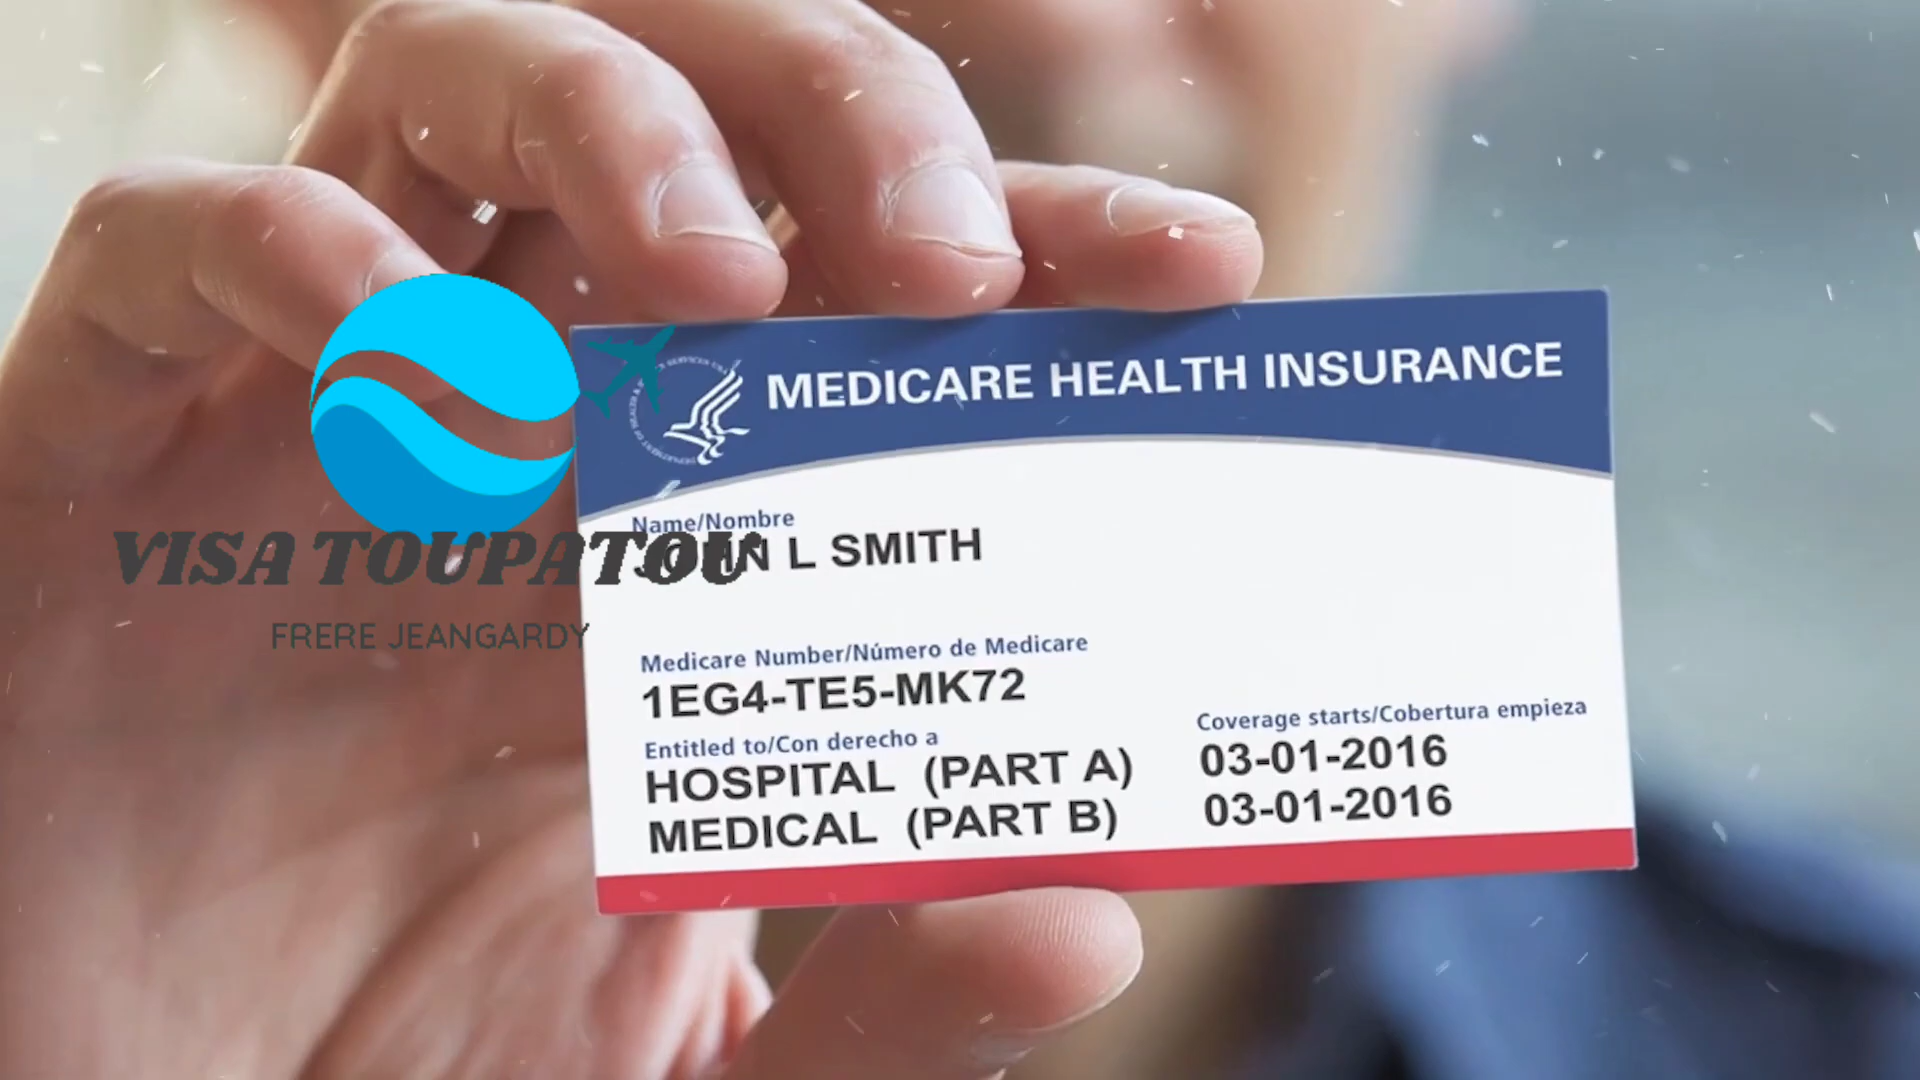 MEDICARE HEALTH INSURANCE
Name/Nombre
JOHN L SMITH
VISA TOUPATOU
FRERE JEANGARDY
Medicare Number/Número de Medicare
1EG4-TE5-MK72
Entitled to/Con derecho a
Coverage starts/Cobertura empieza
HOSPITAL (PART A) 03-01-2016
MEDICAL (PART B) 03-01-2016